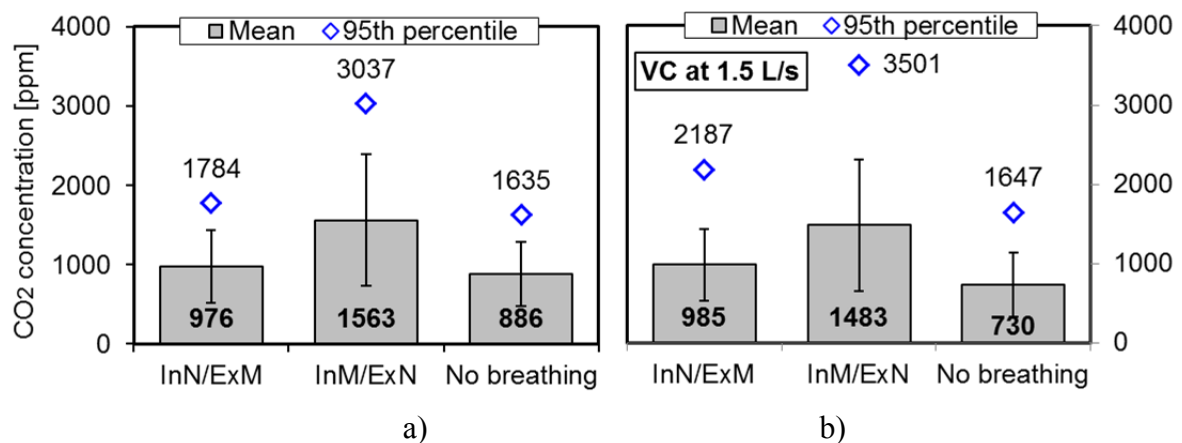 CO2 concentration [ppm]
4000
3000
2000
1000
0
Mean 95th percentile
3037
1784
1635
976
1563
886
InN/ExM InM/ExN No breathing
a)
Mean 95th percentile
VC at 1.5 L/s
3501
2187
1647
985
1483
730
4000
3000
2000
1000
0
InN/ExM InM/ExN No breathing
b)